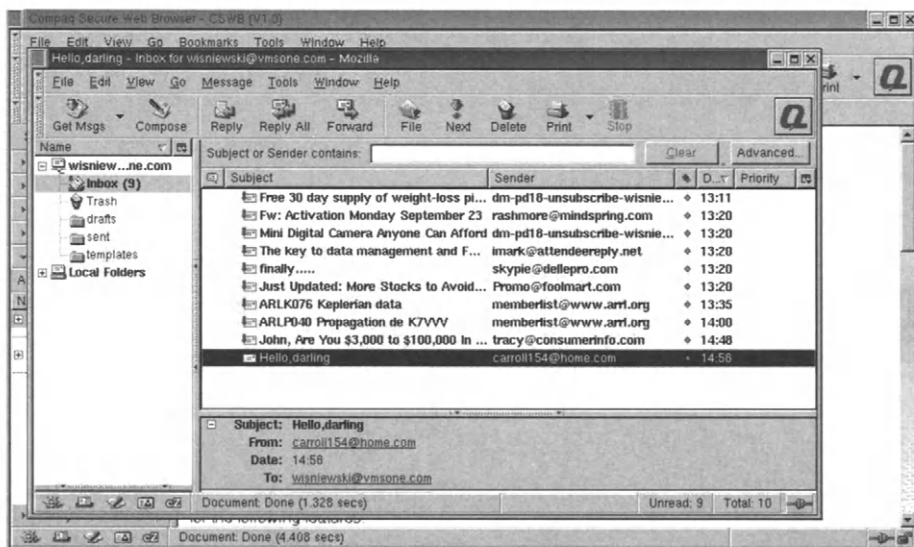 Compaq Secure Web Browser - CSWB (V1.0)
File Edit View Go Bookmarks Tools Window Help
Hello,darling - Inbox for wisniewski@vmsone.com - Mozilla
File Edit View Go Message Tools Window Help
Get Msgs Compose Reply Reply All Forward File Next Delete Print Stop
Print
Name
Subject or Sender contains: Clear Advanced...
wisniew...ne.com
Inbox (9)
Trash
drafts
sent
templates
Local Folders
Subject Sender D... Priority
Free 30 day supply of weight-loss pi... dm-pd18-unsubscribe-wisnie... 13:11
Fw: Activation Monday September 23 rashmore@mindspring.com 13:20
Mini Digital Camera Anyone Can Afford dm-pd18-unsubscribe-wisnie... 13:20
The key to data management and F... imark@attendeereply.net 13:20
finally..... skypie@dellepro.com 13:20
Just Updated: More Stocks to Avoid... Promo@foolmart.com 13:20
ARLK076 Keplerian data memberlist@www.arrl.org 13:35
ARLP040 Propagation de K7VVV memberlist@www.arrl.org 14:00
John, Are You $3,000 to $100,000 In ... tracy@consumerinfo.com 14:48
Hello,darling carroll154@home.com 14:58
Subject: Hello,darling
From: carroll154@home.com
Date: 14:58
To: wisniewski@vmsone.com
Document: Done (1.328 secs) Unread: 9 Total: 10
for the following features:
Document: Done (4.408 secs)